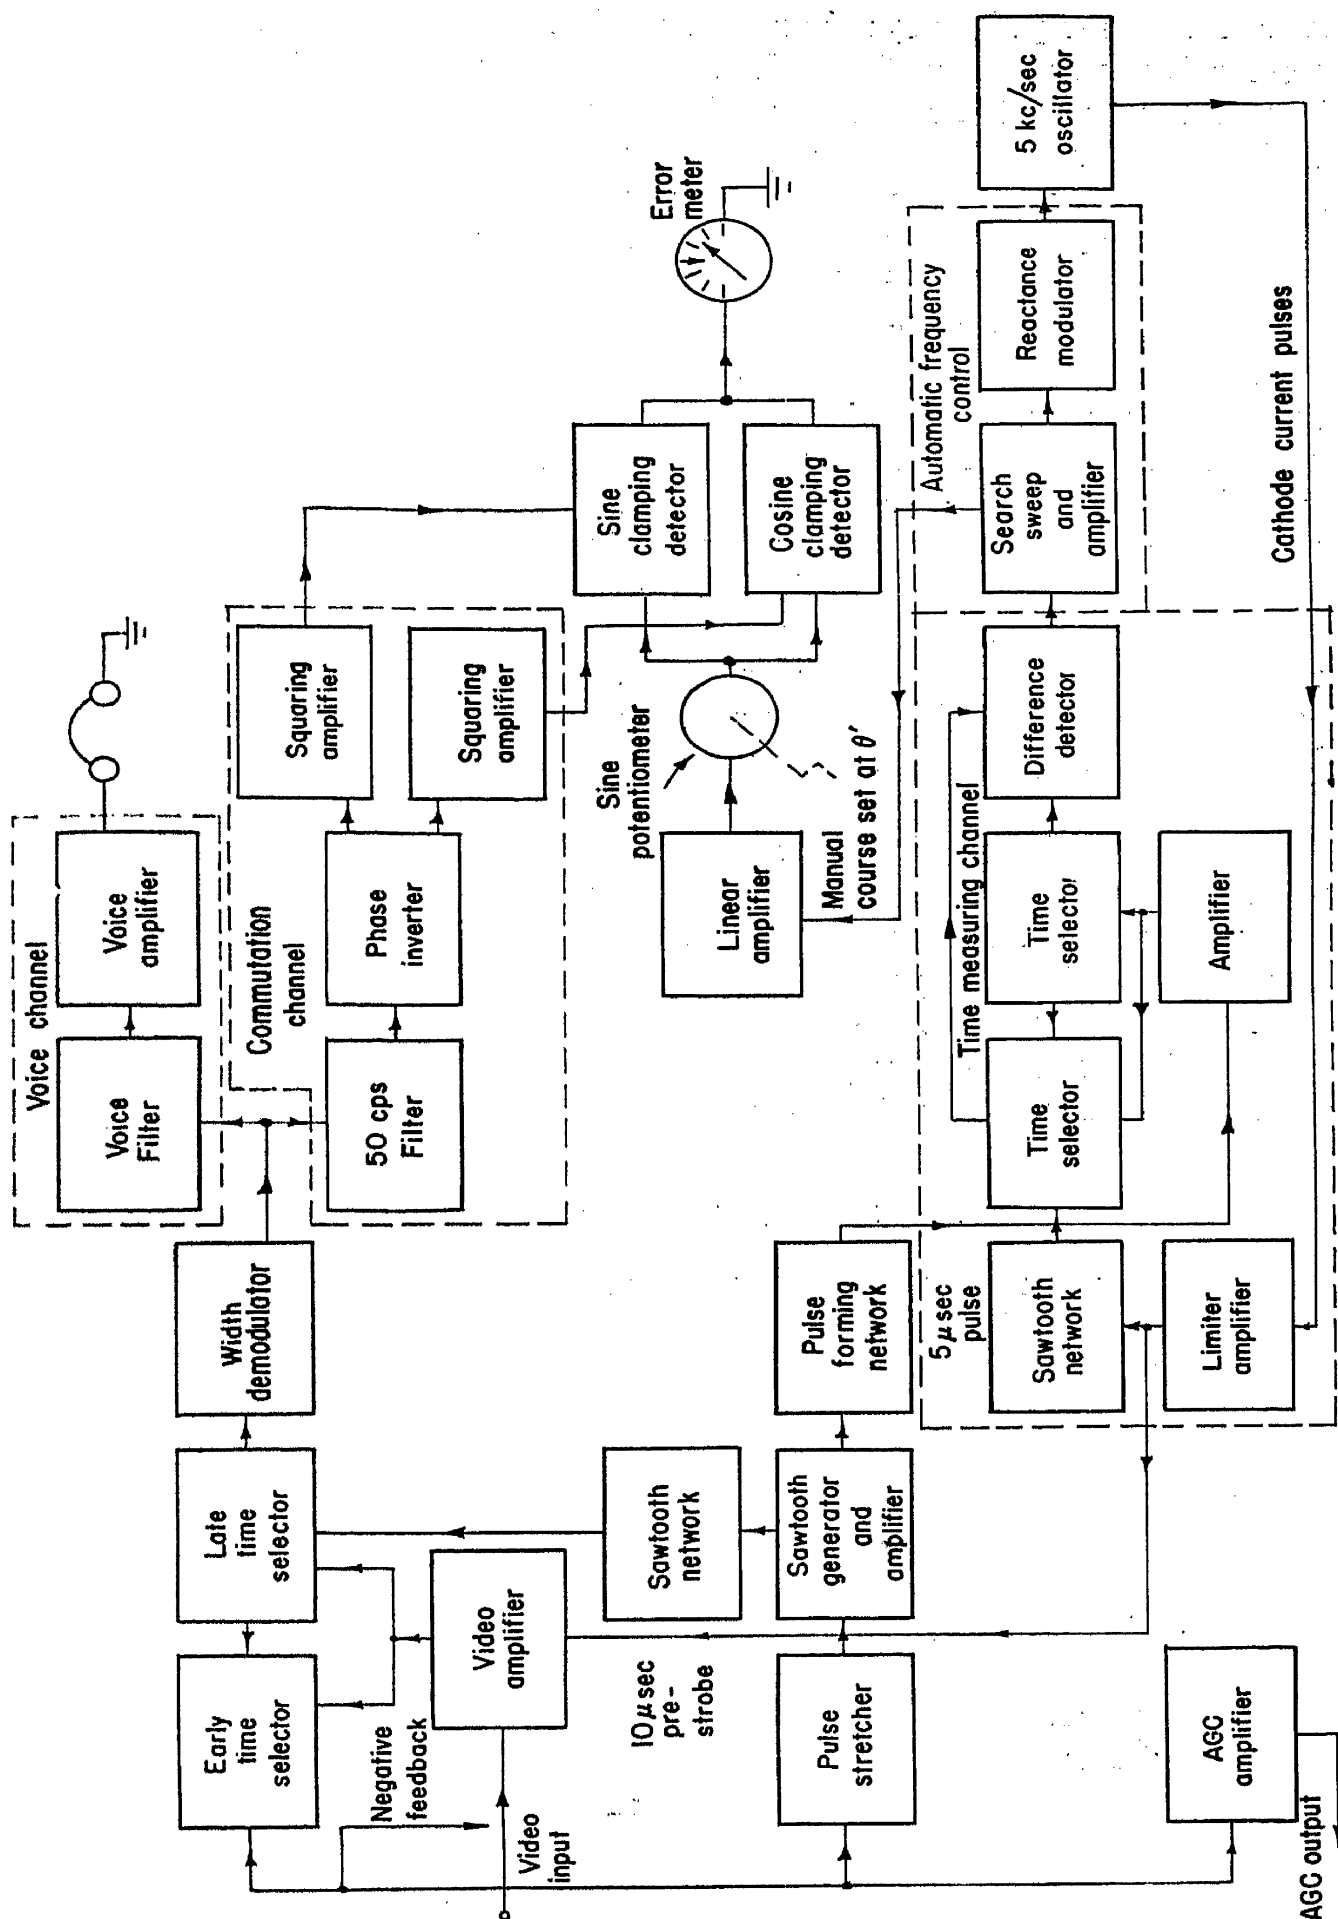 Voice channel
Voice
Filter
Voice
amplifier
Commutation
channel
50 cps
Filter
Phase
inverter
Squaring
amplifier
Squaring
amplifier
Early
time
selector
Late
time
selector
Width
demodulator
Negative
feedback
Video
amplifier
Video
input
Sawtooth
network
10 μsec
pre-
strobe
Pulse
stretcher
Sawtooth
generator
and
amplifier
Pulse
forming
network
Linear
amplifier
Sine
potentiometer
Manual
course set at θ′
Sine
clamping
detector
Cosine
clamping
detector
Error
meter
5 μsec
pulse
Time measuring channel
Automatic frequency
control
Sawtooth
network
Time
selector
Time
selector
Difference
detector
Search
sweep
and
amplifier
Reactance
modulator
5 kc/sec
oscillator
Limiter
amplifier
Amplifier
AGC
amplifier
AGC output
Cathode current pulses